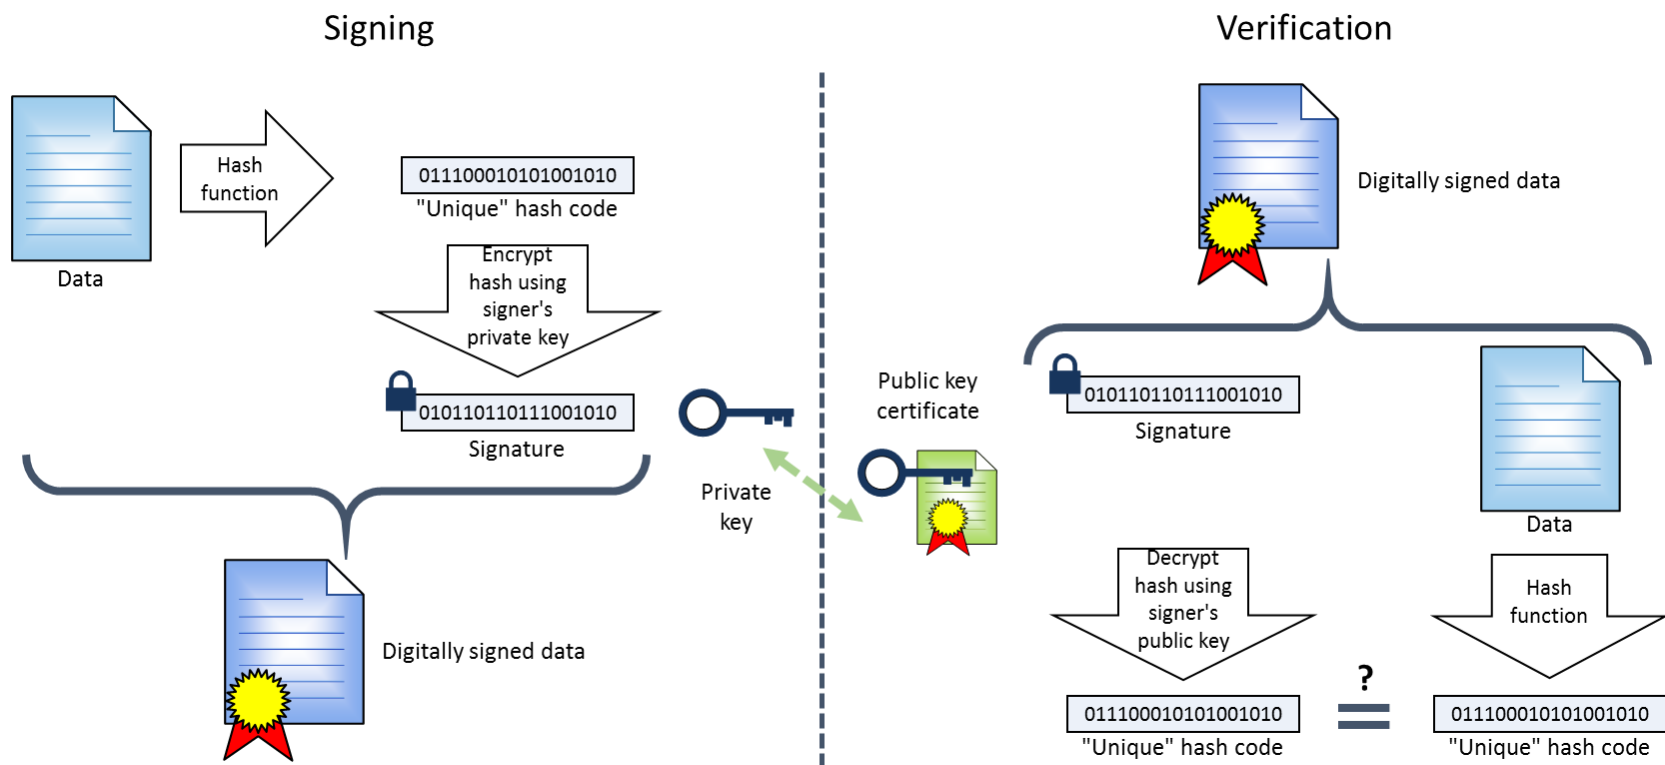 Signing
Hash
function
011100010101001010
"Unique" hash code
Data
Encrypt
hash using
signer's
private key
010110110111001010
Signature
Private
key
Digitally signed data
Verification
Digitally signed data
Public key
certificate
010110110111001010
Signature
Data
Decrypt
hash using
signer's
public key
Hash
function
011100010101001010
"Unique" hash code
?
011100010101001010
"Unique" hash code